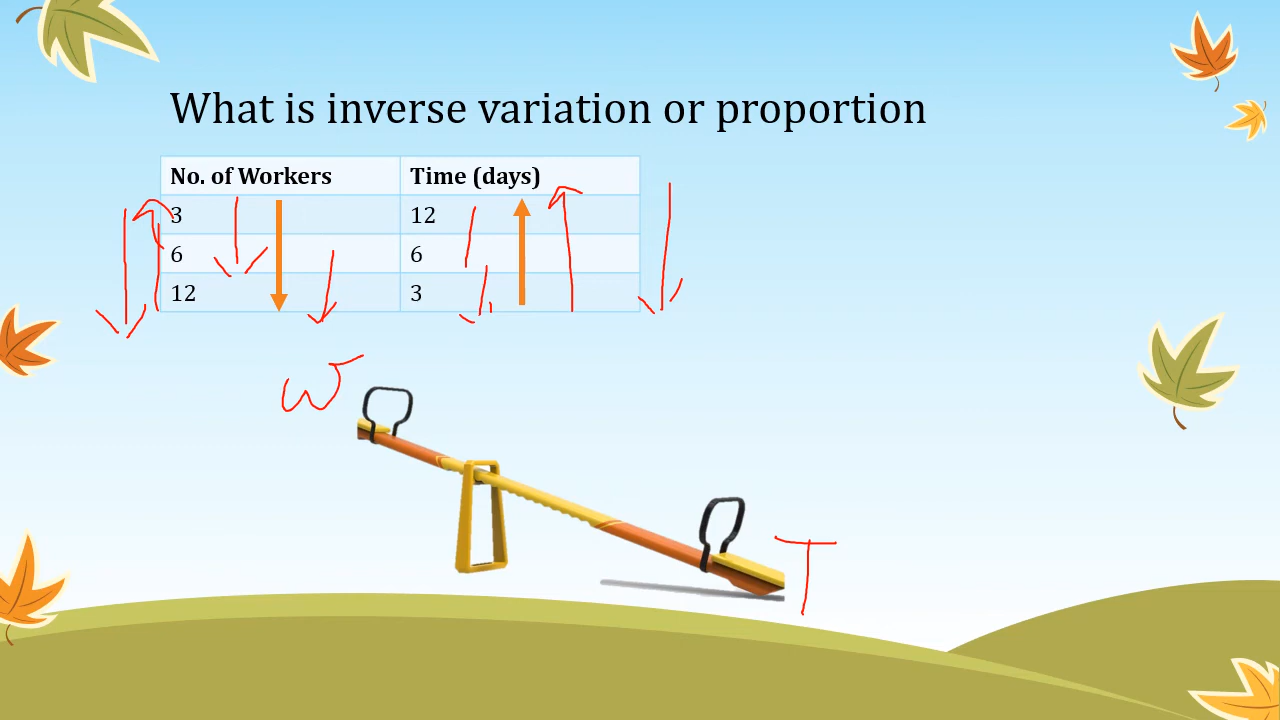 What is inverse variation or proportion
No. of Workers Time (days)
3 12
6 6
12 3
W
T